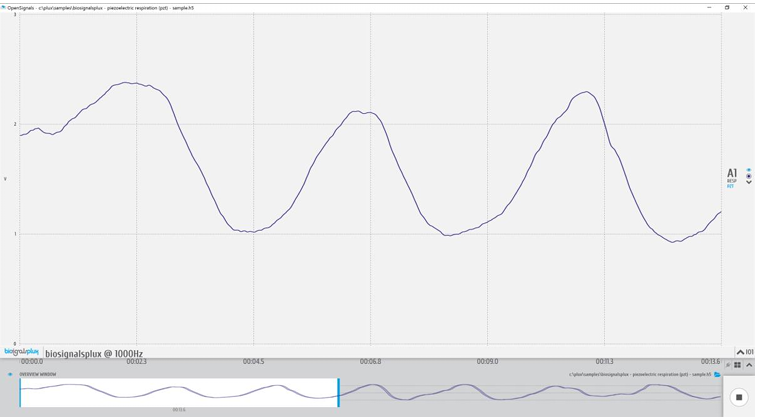 OpenSignals - c:\plux\samples\biosignalsplux - piezoelectric respiration (pzt) - sample.h5
3
2
V
1
0
A1
RESP
PZT
biosignalsplux
biosignalsplux @ 1000Hz
101
00:00.0 00:02.3 00:04.5 00:06.8 00:09.0 00:11.3 00:13.6
OVERVIEW WINDOW
c:\plux\samples\biosignalsplux - piezoelectric respiration (pzt) - sample.h5